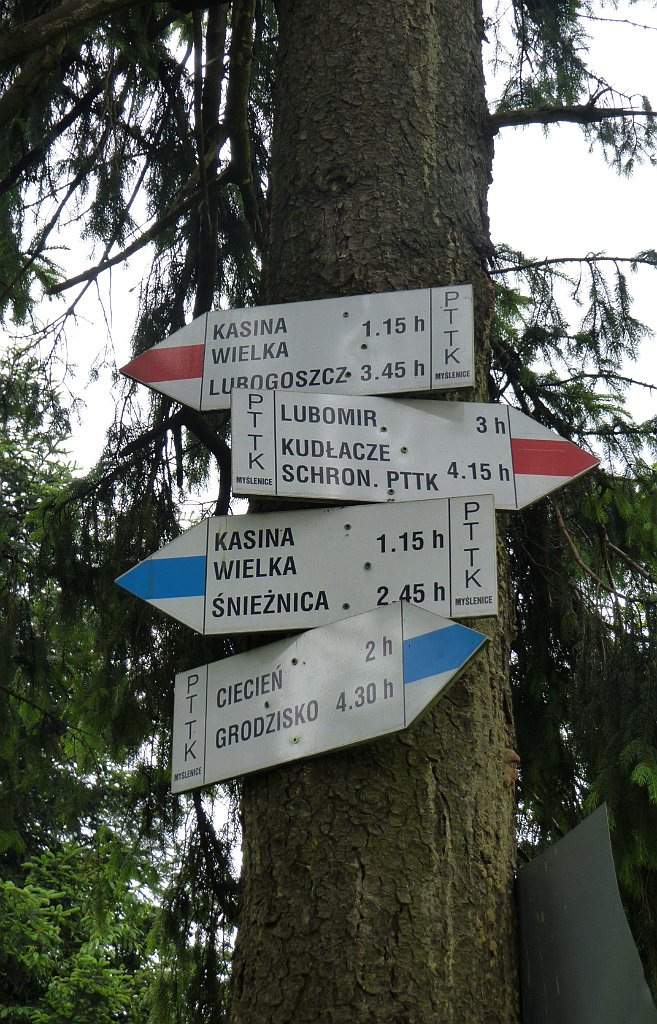 KASINA
WIELKA 1.15 h
LUBOGOSZCZ 3.45 h
PTTK
MYŚLENICE
PTTK
MYŚLENICE
LUBOMIR 3 h
KUDŁACZE
SCHRON. PTTK 4.15 h
KASINA
WIELKA 1.15 h
ŚNIEŻNICA 2.45 h
PTTK
MYŚLENICE
PTTK
MYŚLENICE
CIECIEŃ 2 h
GRODZISKO 4.30 h